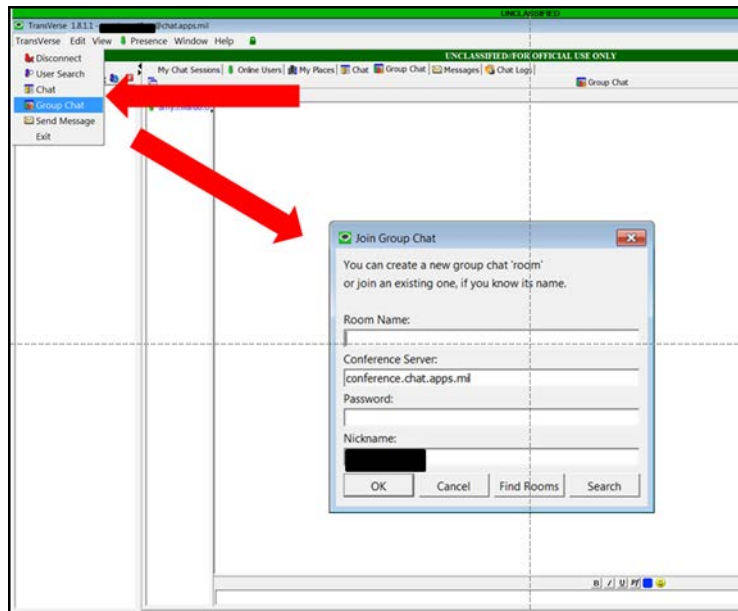 UNCLASSIFIED
TransVerse 1.8.1.1 - @chat.apps.mil
TransVerse Edit View Presence Window Help
UNCLASSIFIED//FOR OFFICIAL USE ONLY
Disconnect
User Search
Chat
Group Chat
Send Message
Exit
My Chat Sessions Online Users My Places Chat Group Chat Messages Chat Logs
Group Chat
Join Group Chat
You can create a new group chat 'room'
or join an existing one, if you know its name.
Room Name:
Conference Server:
conference.chat.apps.mil
Password:
Nickname:
OK Cancel Find Rooms Search
B I U